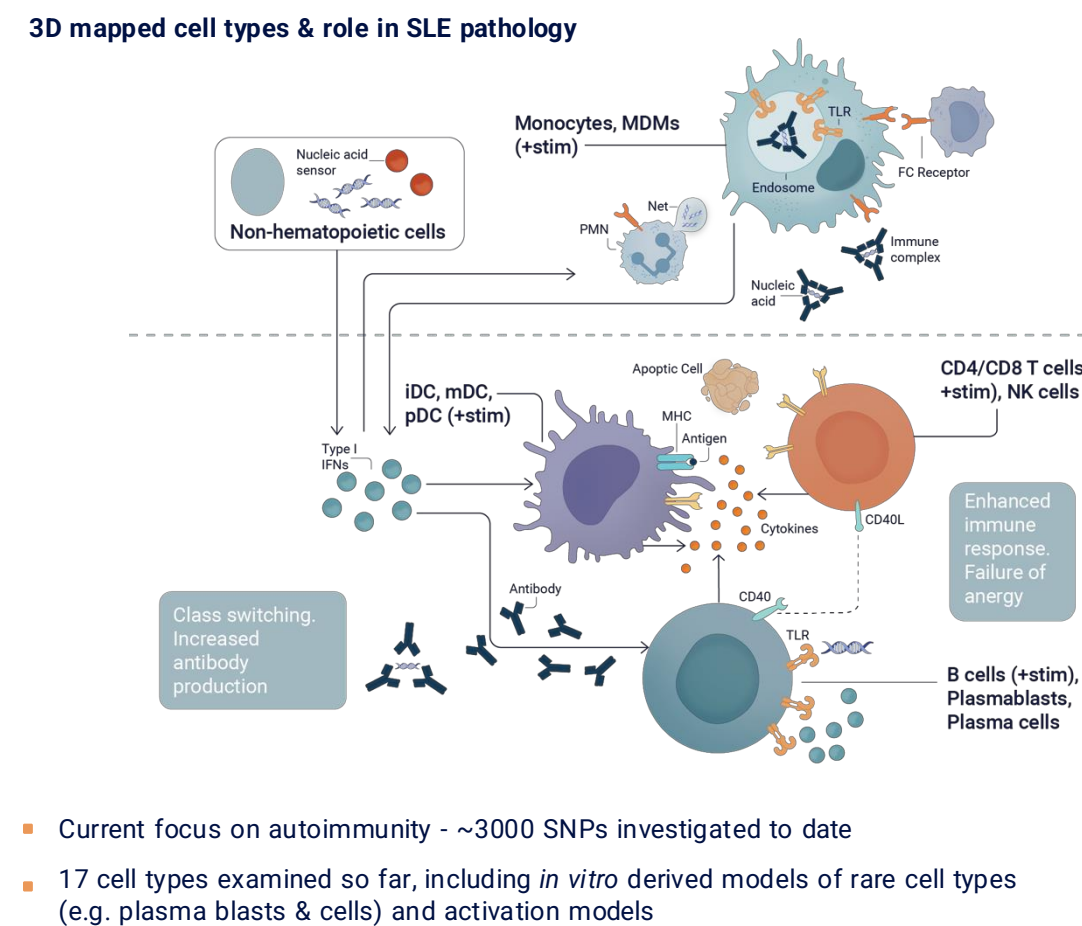 3D mapped cell types & role in SLE pathology
Monocytes, MDMs
(+stim)
TLR
Endosome
FC Receptor
Nucleic acid
sensor
Non-hematopoietic cells
Net
PMN
Immune
complex
Nucleic
acid
Apoptic Cell
CD4/CD8 T cells
+stim), NK cells
iDC, mDC,
pDC (+stim)
MHC
Antigen
Type I
IFNs
Cytokines
CD40L
Enhanced
immune
response.
Failure of
anergy
Antibody
CD40
Class switching.
Increased
antibody
production
TLR
B cells (+stim),
Plasmablasts,
Plasma cells
Current focus on autoimmunity - ~3000 SNPs investigated to date
17 cell types examined so far, including in vitro derived models of rare cell types
(e.g. plasma blasts & cells) and activation models